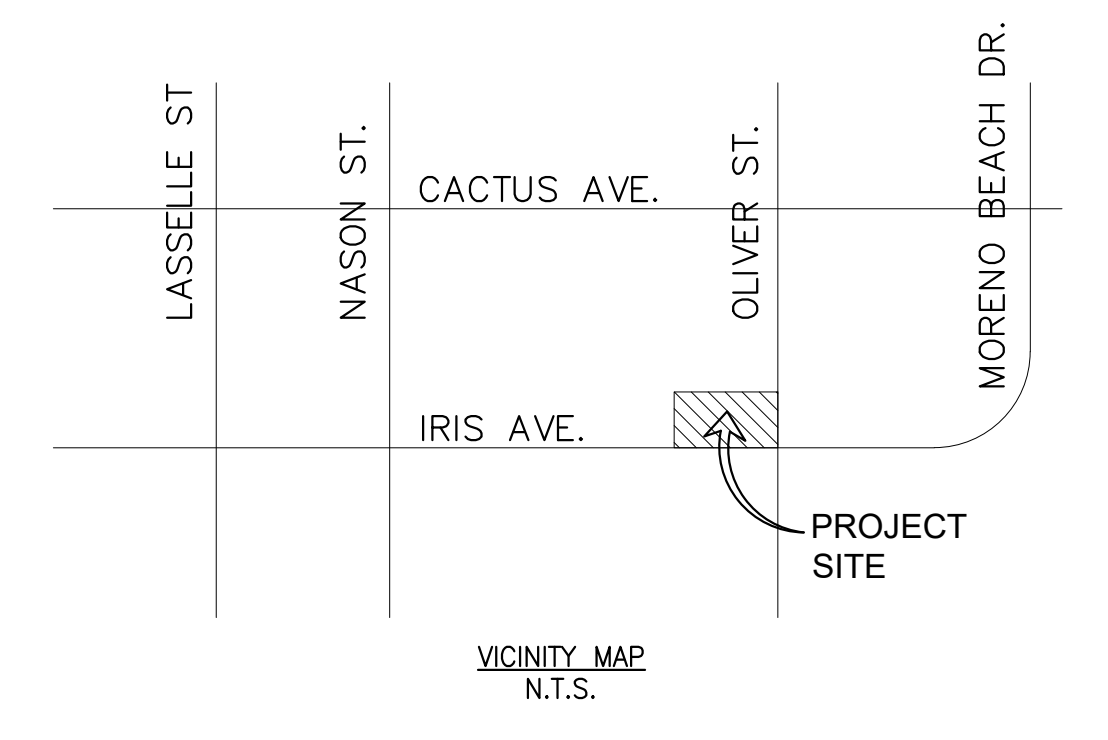 LASSELLE ST
NASON ST.
CACTUS AVE.
OLIVER ST.
MORENO BEACH DR.
IRIS AVE.
PROJECT
SITE
VICINITY MAP
N.T.S.